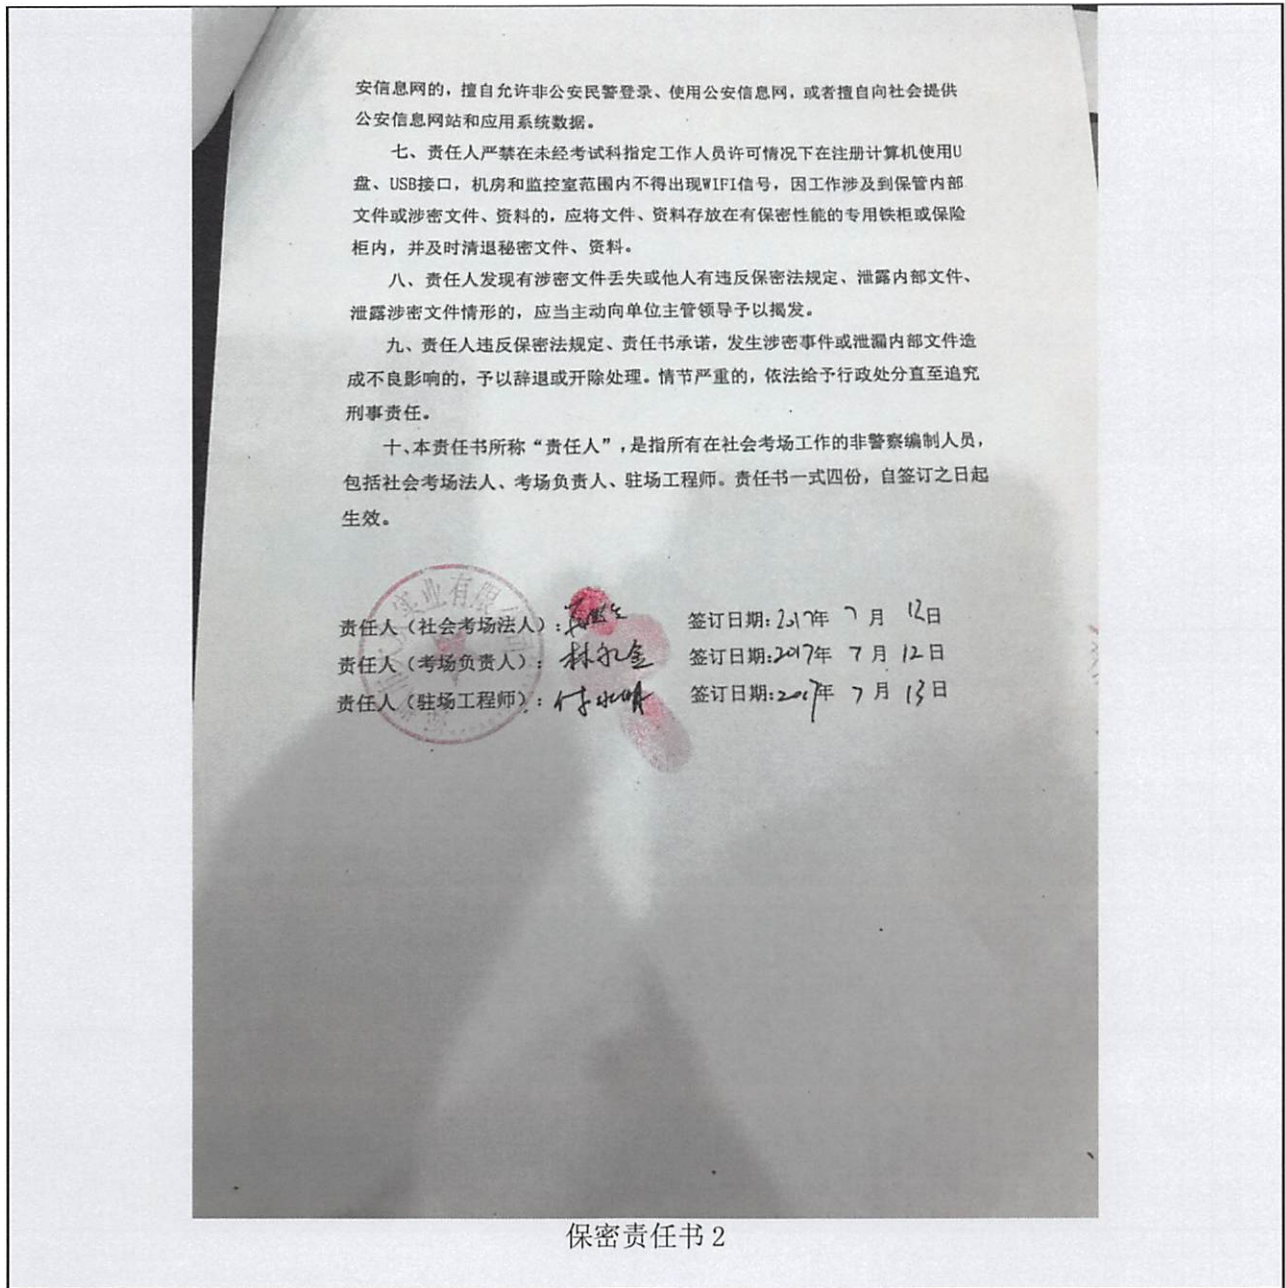 安信息网的，擅自允许非公安民警登录、使用公安信息网，或者擅自向社会提供
公安信息网站和应用系统数据。
七、责任人严禁在未经考试科指定工作人员许可情况下在注册计算机使用U
盘、USB接口，机房和监控室范围内不得出现WIFI信号，因工作涉及到保管内部
文件或涉密文件、资料的，应将文件、资料存放在有保密性能的专用铁柜或保险
柜内，并及时清退秘密文件、资料。
八、责任人发现有涉密文件丢失或他人有违反保密法规定、泄露内部文件、
泄露涉密文件情形的，应当主动向单位主管领导予以揭发。
九、责任人违反保密法规定、责任书承诺，发生涉密事件或泄漏内部文件造
成不良影响的，予以辞退或开除处理。情节严重的，依法给予行政处分直至追究
刑事责任。
十、本责任书所称“责任人”，是指所有在社会考场工作的非警察编制人员，
包括社会考场法人、考场负责人、驻场工程师。责任书一式四份，自签订之日起
生效。
实业有限公
责任人（社会考场法人）： 签订日期：2017年 7 月 12日
责任人（考场负责人）：林永金 签订日期：2017年 7 月 12日
责任人（驻场工程师）：付永明 签订日期：2017年 7 月 13日
保密责任书 2